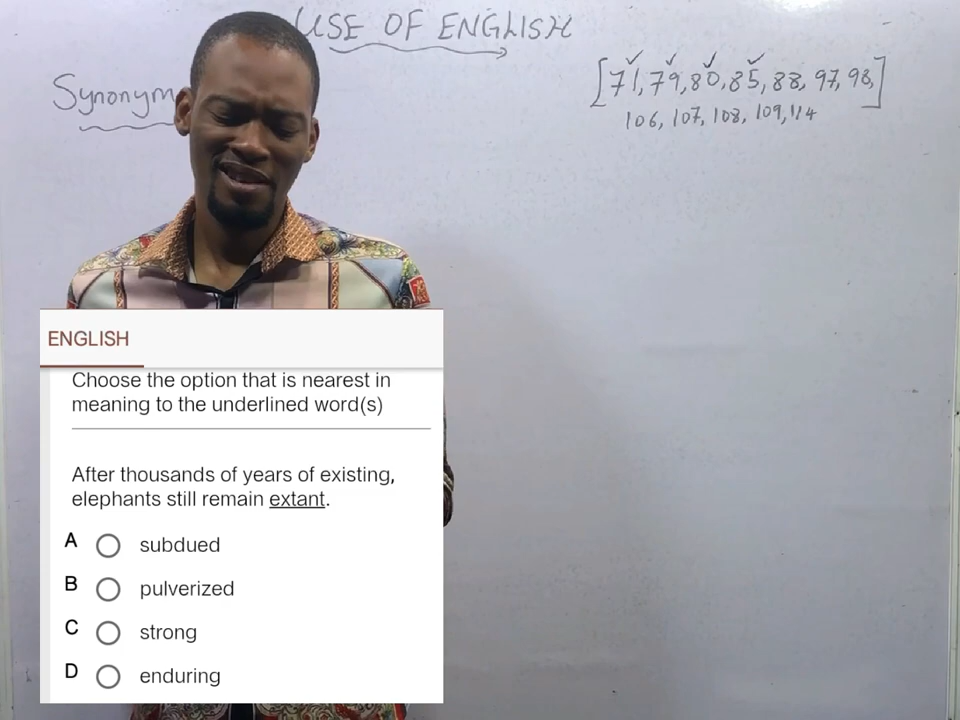 USE OF ENGLISH
Synonym
[71, 79, 80, 85, 88, 97, 98,]
106, 107, 108, 109, 114
ENGLISH
Choose the option that is nearest in
meaning to the underlined word(s)
After thousands of years of existing,
elephants still remain extant.
A subdued
B pulverized
C strong
D enduring